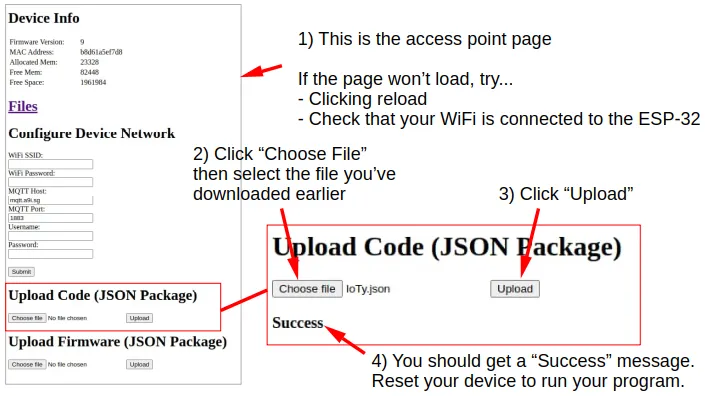 Device Info
Firmware Version: 9
MAC Address: b8d61a5ef7d8
Allocated Mem: 23328
Free Mem: 82448
Free Space: 1961984
Files
Configure Device Network
WiFi SSID:
WiFi Password:
MQTT Host:
mqtt.a9i.sg
MQTT Port:
1883
Username:
Password:
Submit
Upload Code (JSON Package)
Choose file No file chosen Upload
Upload Firmware (JSON Package)
Choose file No file chosen Upload
1) This is the access point page
If the page won’t load, try...
- Clicking reload
- Check that your WiFi is connected to the ESP-32
2) Click “Choose File”
then select the file you’ve
downloaded earlier
3) Click “Upload”
Upload Code (JSON Package)
Choose file IoTy.json Upload
Success
4) You should get a “Success” message.
Reset your device to run your program.